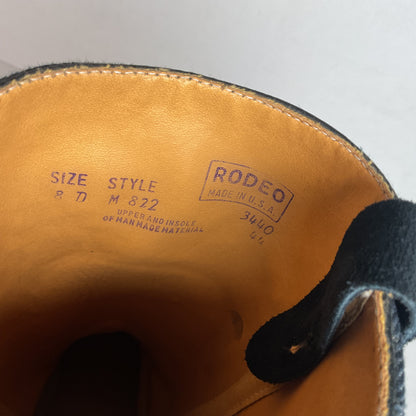 SIZE STYLE
8 D M 822
UPPER AND INSOLE
OF MAN MADE MATERIAL
RODEO
MADE IN U.S.A.
3440